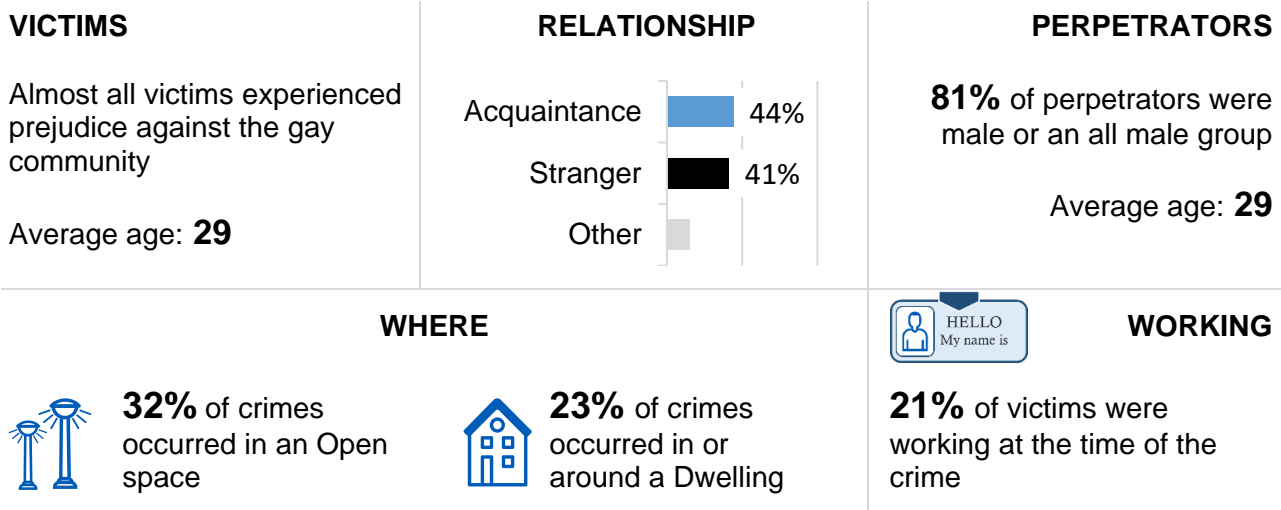 VICTIMS
Almost all victims experienced
prejudice against the gay
community
Average age: 29
RELATIONSHIP
Acquaintance 44%
Stranger 41%
Other
PERPETRATORS
81% of perpetrators were
male or an all male group
Average age: 29
WHERE
32% of crimes
occurred in an Open
space
23% of crimes
occurred in or
around a Dwelling
HELLO
My name is
WORKING
21% of victims were
working at the time of the
crime